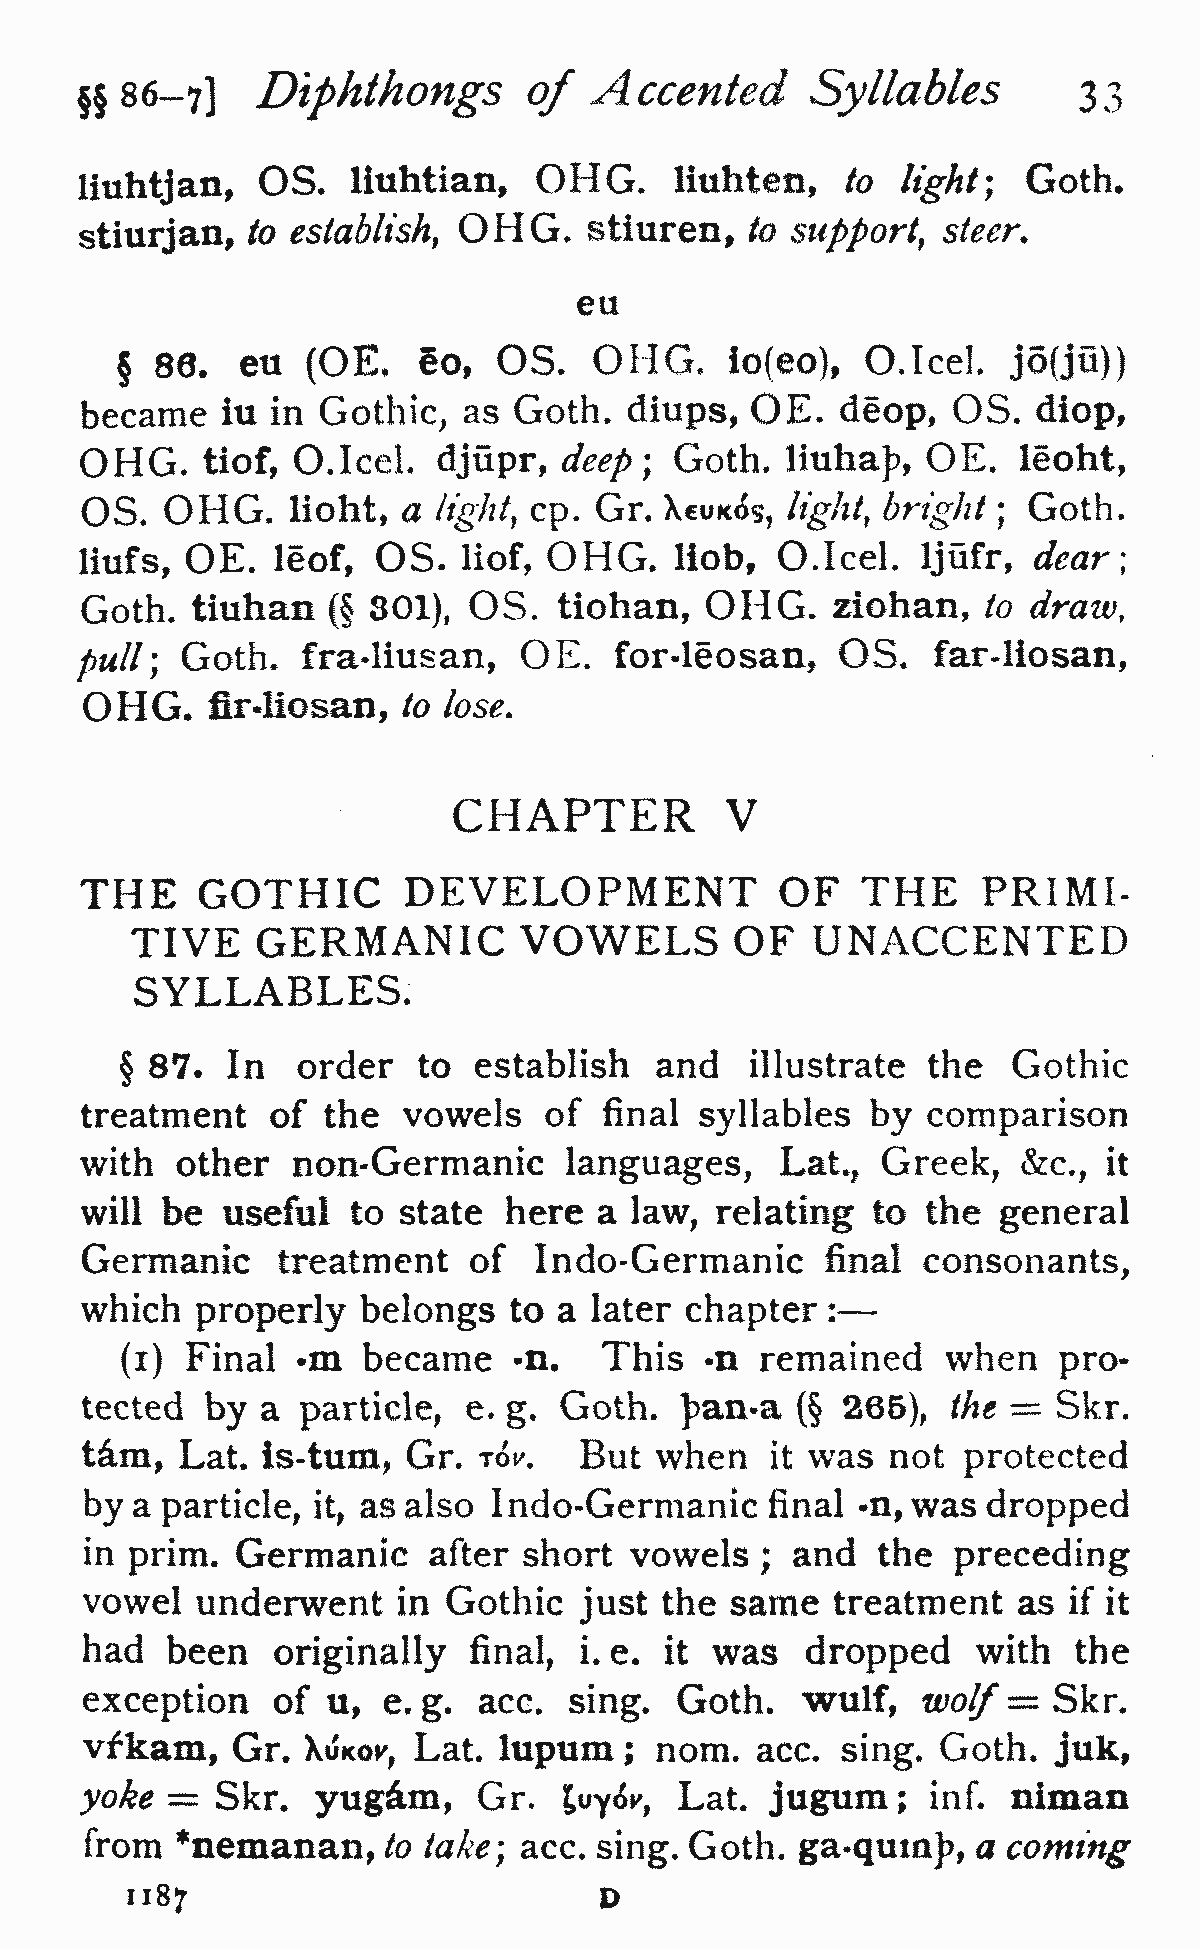 §§ 86–7] Diphthongs of Accented Syllables 33
liuhtjan, OS. liuhtian, OHG. liuhten, to light; Goth.
stiurjan, to establish, OHG. stiuren, to support, steer.
eu
§ 86. eu (OE. ēo, OS. OHG. io(eo), O.Icel. jō(jū))
became iu in Gothic, as Goth. diups, OE. dēop, OS. diop,
OHG. tiof, O.Icel. djūpr, deep; Goth. liuhaþ, OE. lēoht,
OS. OHG. lioht, a light, cp. Gr. λευκός, light, bright; Goth.
liufs, OE. lēof, OS. liof, OHG. liob, O.Icel. ljūfr, dear;
Goth. tiuhan (§ 301), OS. tiohan, OHG. ziohan, to draw,
pull; Goth. fra-liusan, OE. for-lēosan, OS. far-liosan,
OHG. fir-liosan, to lose.
CHAPTER V
THE GOTHIC DEVELOPMENT OF THE PRIMI-
TIVE GERMANIC VOWELS OF UNACCENTED
SYLLABLES.
§ 87. In order to establish and illustrate the Gothic
treatment of the vowels of final syllables by comparison
with other non-Germanic languages, Lat., Greek, &c., it
will be useful to state here a law, relating to the general
Germanic treatment of Indo-Germanic final consonants,
which properly belongs to a later chapter:—
(1) Final -m became -n. This -n remained when pro-
tected by a particle, e. g. Goth. þan-a (§ 265), the = Skr.
tám, Lat. is-tum, Gr. τόν. But when it was not protected
by a particle, it, as also Indo-Germanic final -n, was dropped
in prim. Germanic after short vowels; and the preceding
vowel underwent in Gothic just the same treatment as if it
had been originally final, i. e. it was dropped with the
exception of u, e. g. acc. sing. Goth. wulf, wolf = Skr.
vŕkam, Gr. λύκον, Lat. lupum; nom. acc. sing. Goth. juk,
yoke = Skr. yugám, Gr. ζυγόν, Lat. jugum; inf. niman
from *nemanan, to take; acc. sing. Goth. ga-qumþ, a coming
1187 D